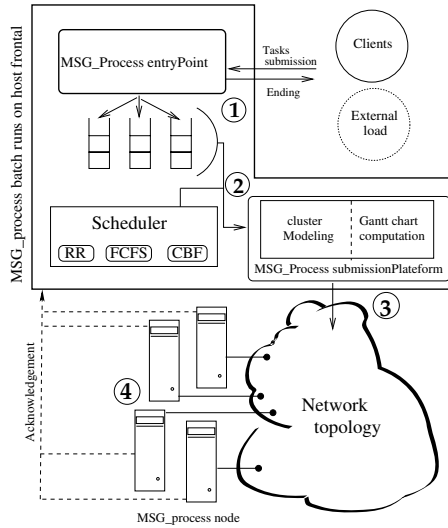 MSG_process batch runs on host frontal
MSG_Process entryPoint
Tasks
submission
Ending
Clients
External
load
1
2
Scheduler
RR
FCFS
CBF
cluster
Modeling
Gantt chart
computation
MSG_Process submissionPlateform
3
Acknowledgement
4
Network
topology
MSG_process node